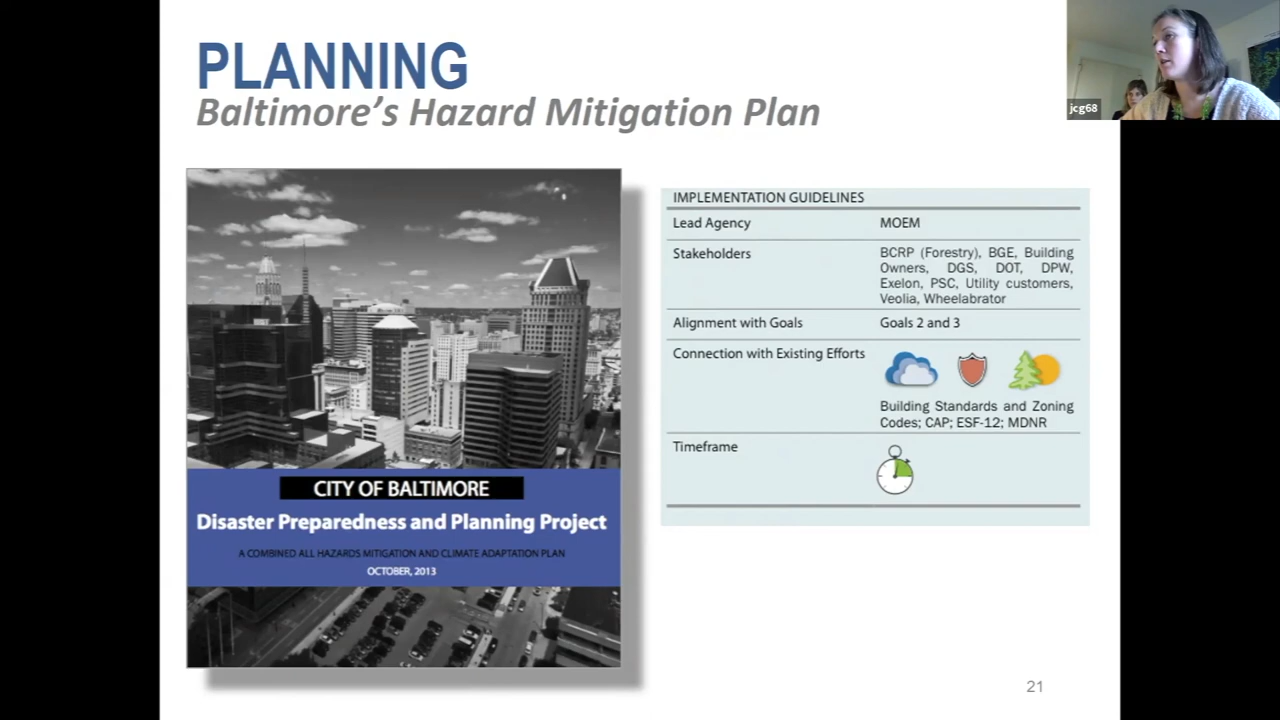 PLANNING
Baltimore's Hazard Mitigation Plan
jcg68
CITY OF BALTIMORE
Disaster Preparedness and Planning Project
A COMBINED ALL HAZARDS MITIGATION AND CLIMATE ADAPTATION PLAN
OCTOBER, 2013
IMPLEMENTATION GUIDELINES
Lead Agency MOEM
Stakeholders BCRP (Forestry), BGE, Building
Owners, DGS, DOT, DPW,
Exelon, PSC, Utility customers,
Veolia, Wheelabrator
Alignment with Goals Goals 2 and 3
Connection with Existing Efforts
Building Standards and Zoning
Codes; CAP; ESF-12; MDNR
Timeframe
21